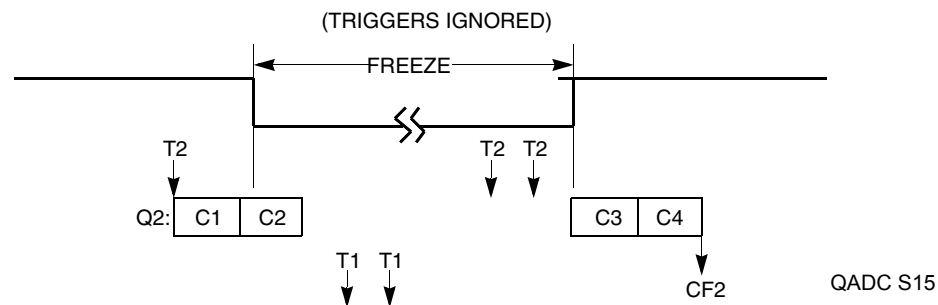 (TRIGGERS IGNORED)
FREEZE
T2 T2 T2
Q2: C1 C2 C3 C4
T1 T1
CF2
QADC S15